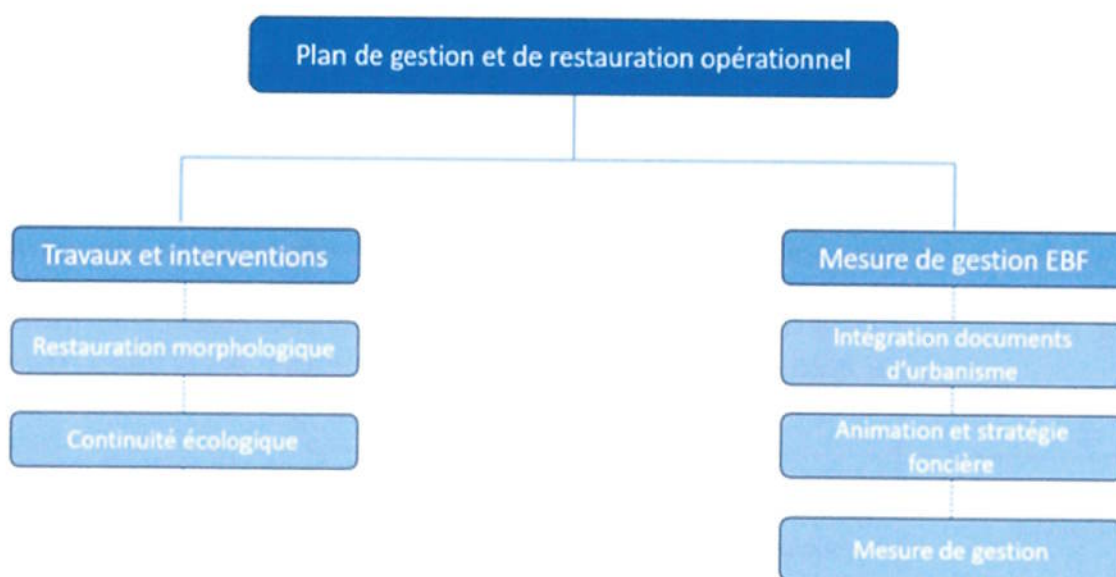 Plan de gestion et de restauration opérationnel
Travaux et interventions
Mesure de gestion EBF
Restauration morphologique
Intégration documents
d'urbanisme
Continuité écologique
Animation et stratégie
foncière
Mesure de gestion